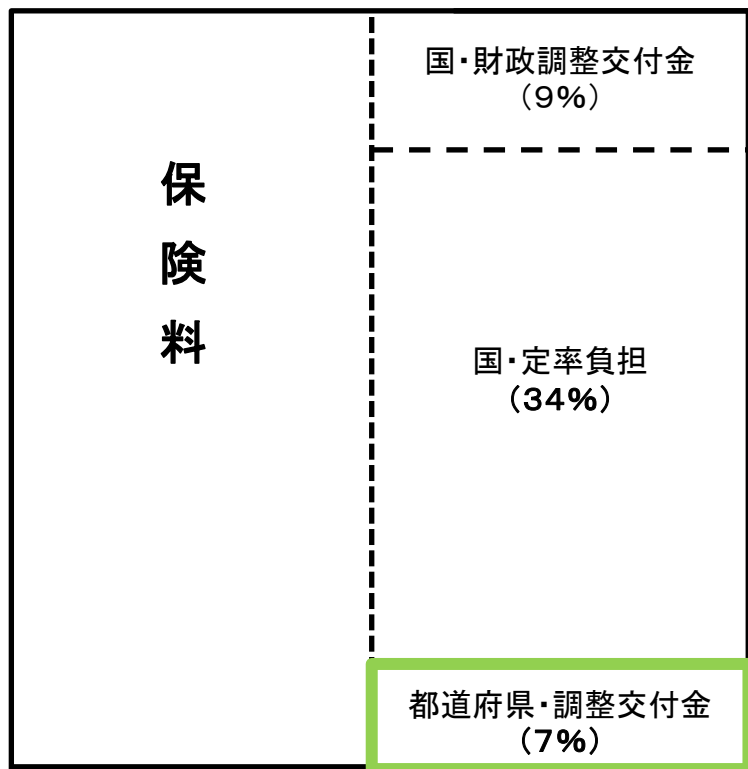 保険料
国・財政調整交付金
（９％）
国・定率負担
（34％）
都道府県・調整交付金
（７％）